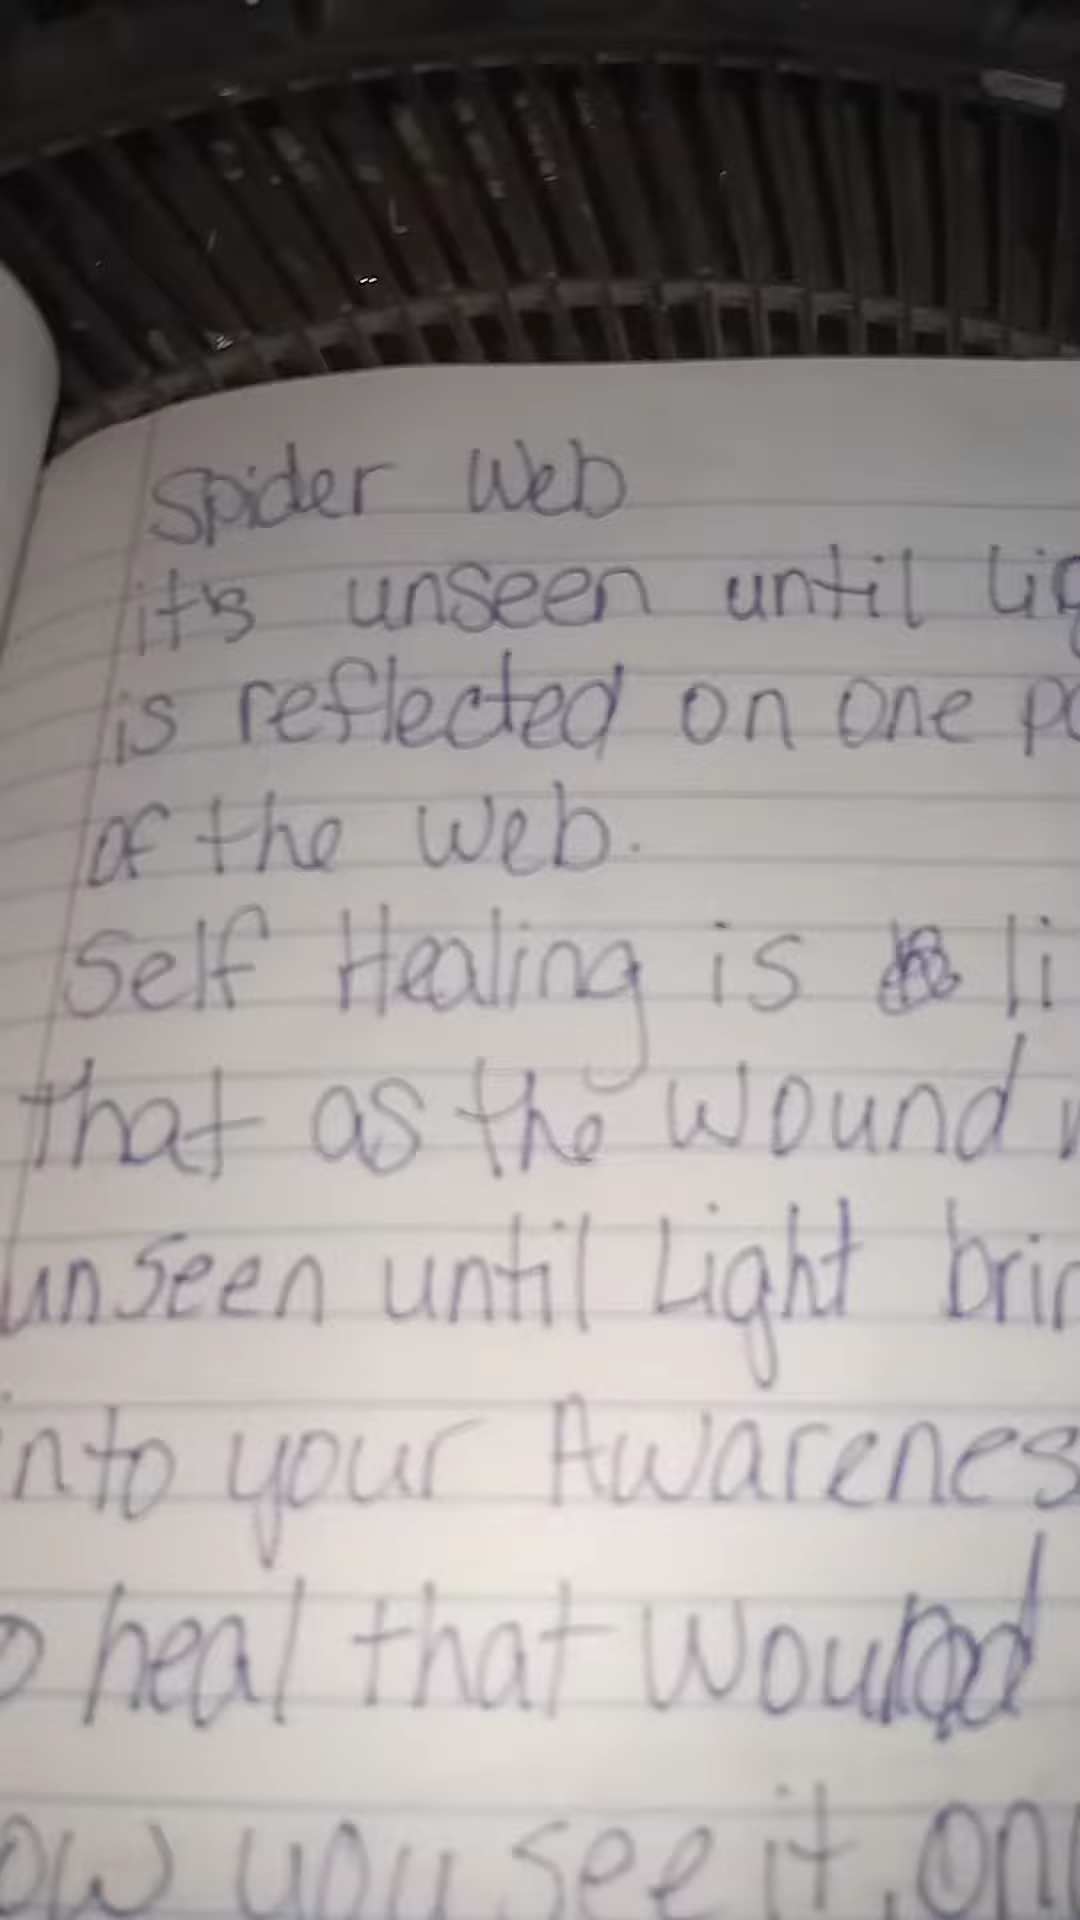 Spider Web
it's unseen until
is reflected on one
of the web.
Self Healing is
that as the wound
unseen until Light
into your
heal that Wound
you see it.